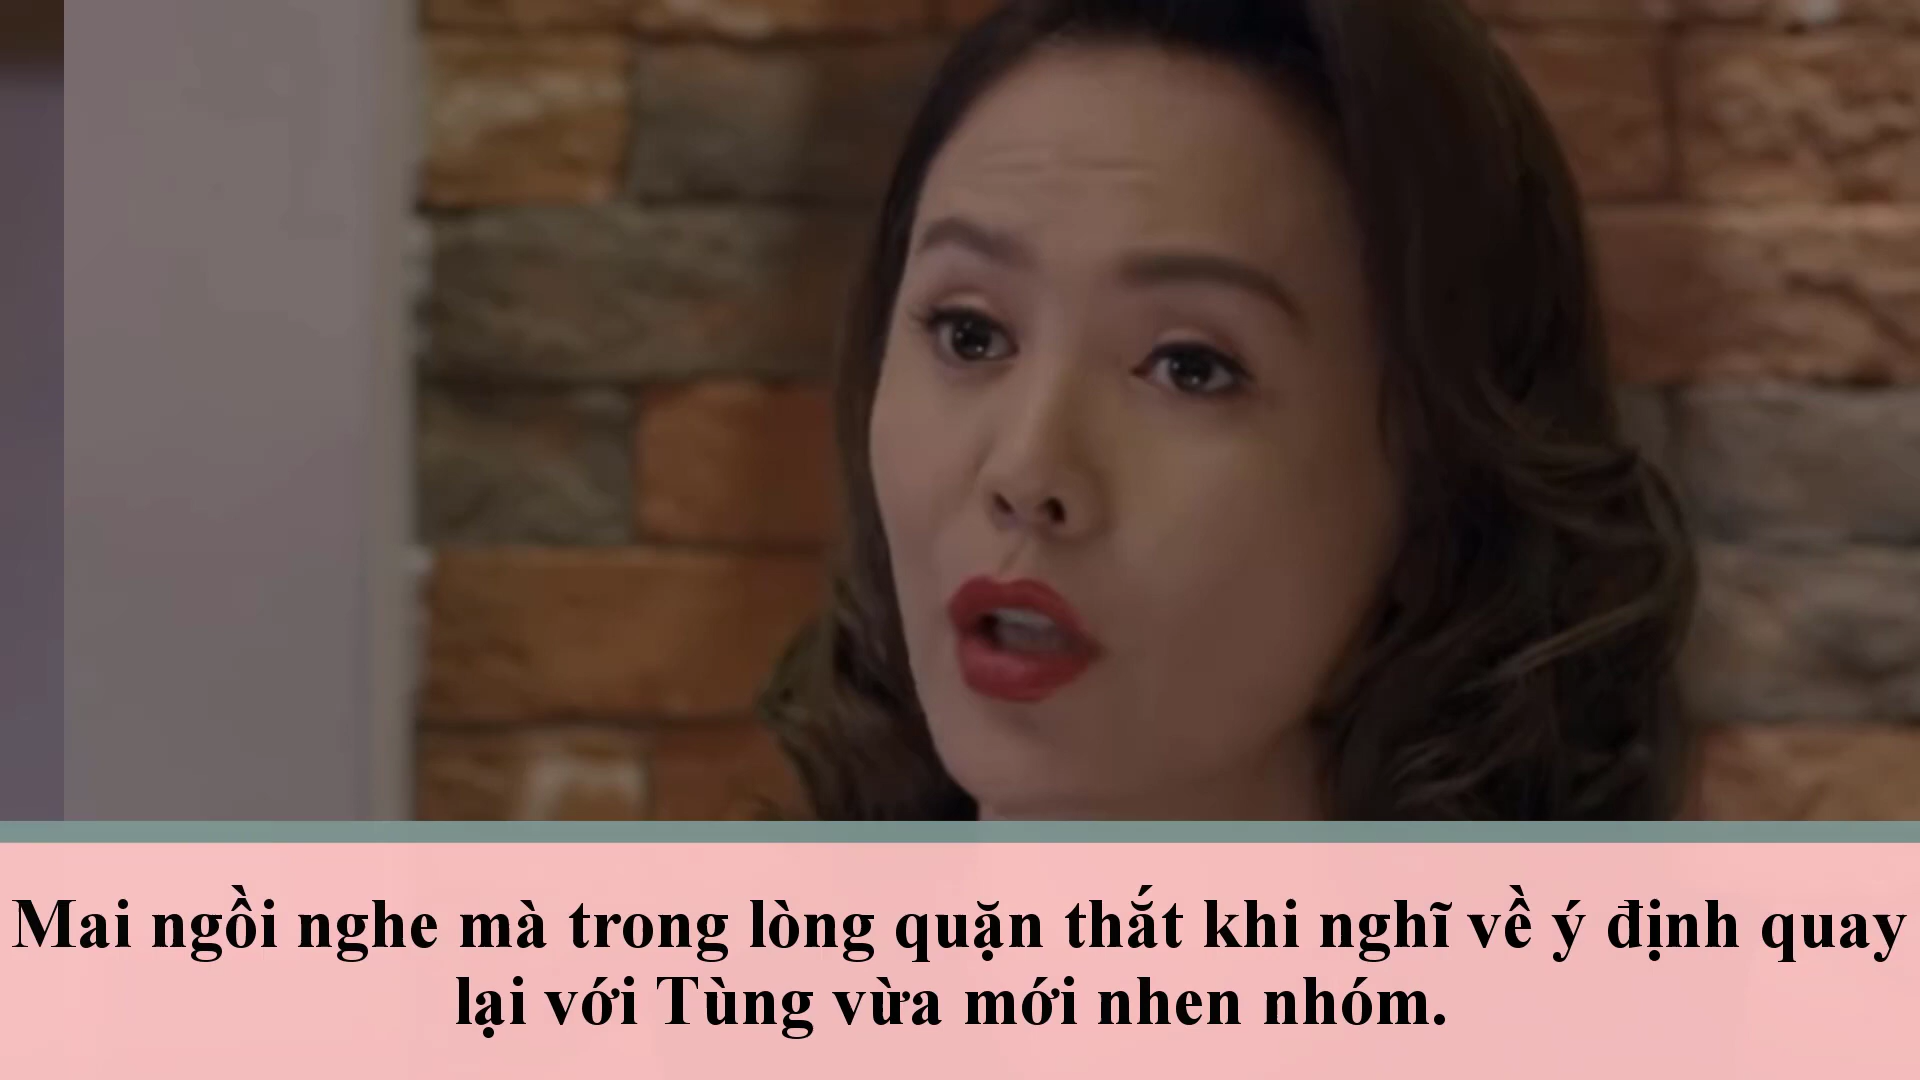 Mai ngồi nghe mà trong lòng quặn thắt khi nghĩ về ý định quay
lại với Tùng vừa mới nhen nhóm.